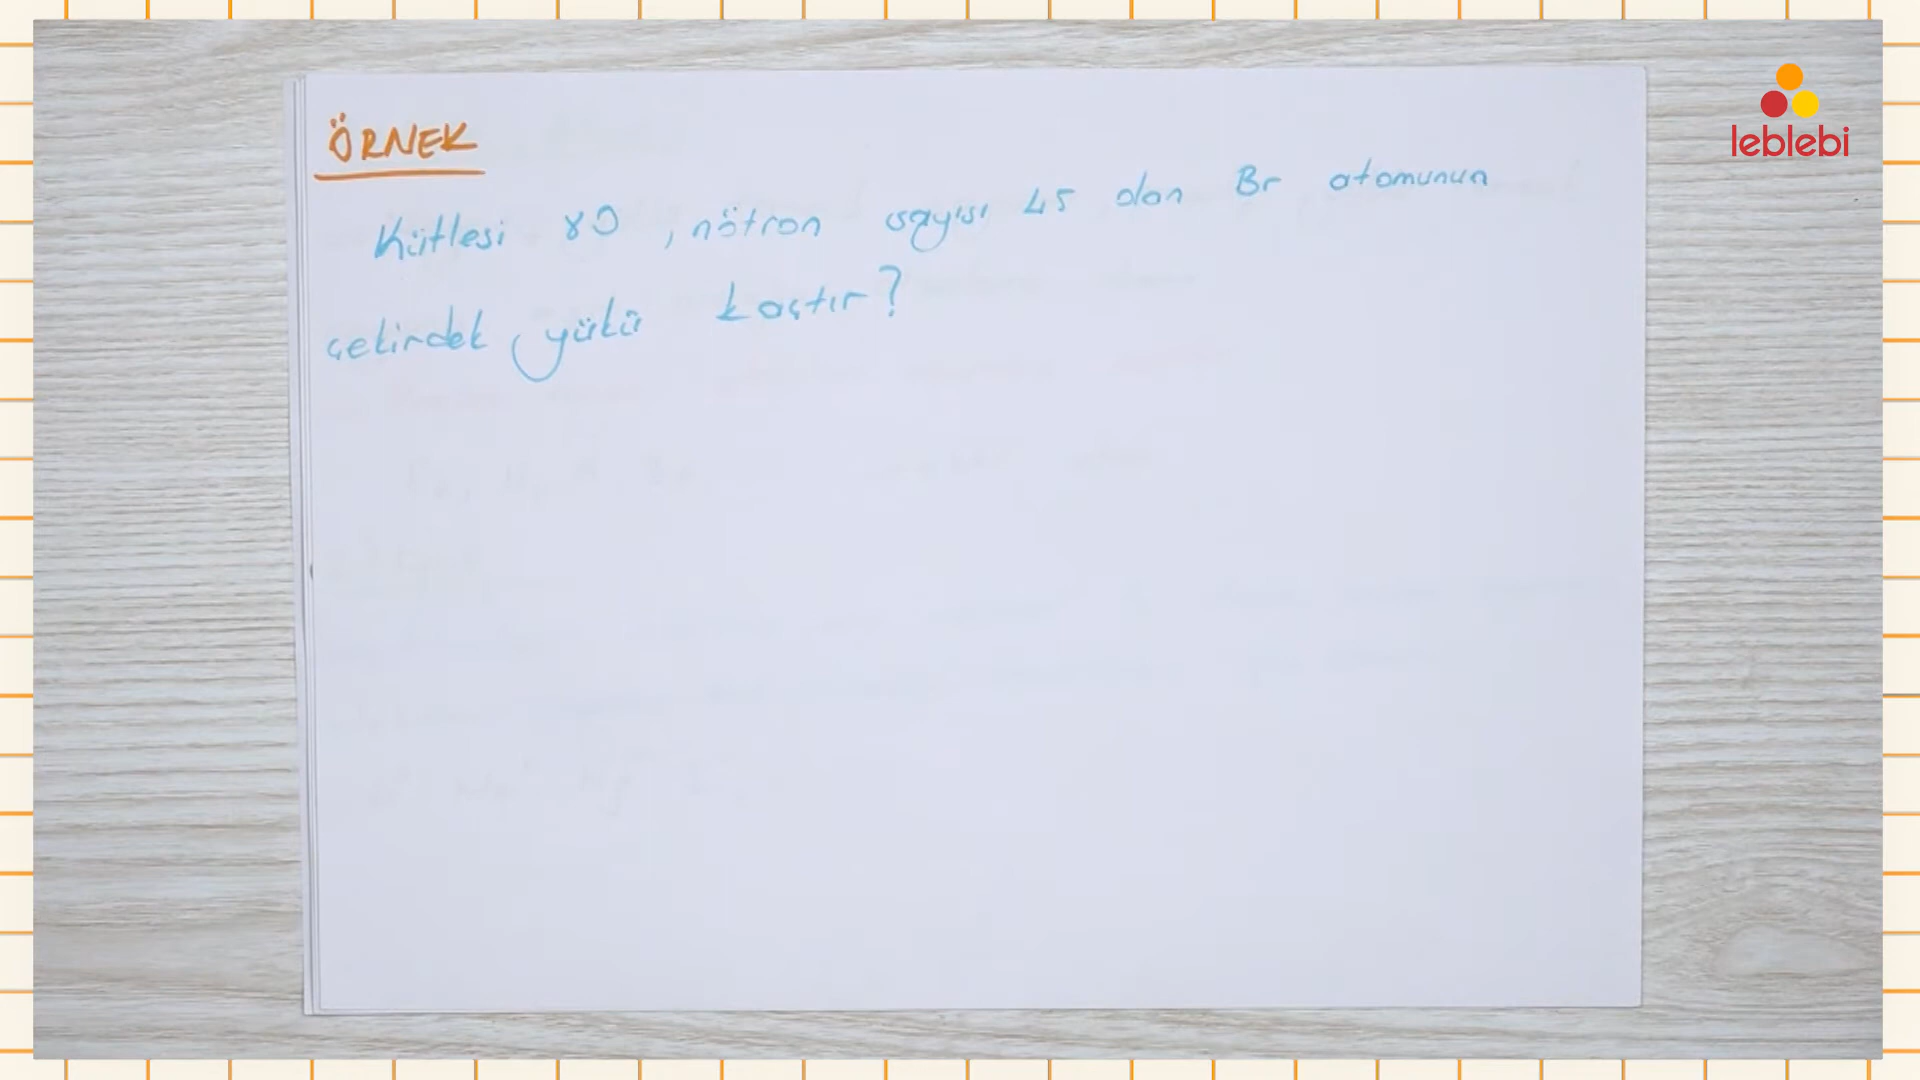 ÖRNEK
Kütlesi 80, nötron sayısı 45 olan Br atomunun
çekirdek yükü kaçtır?
leblebi